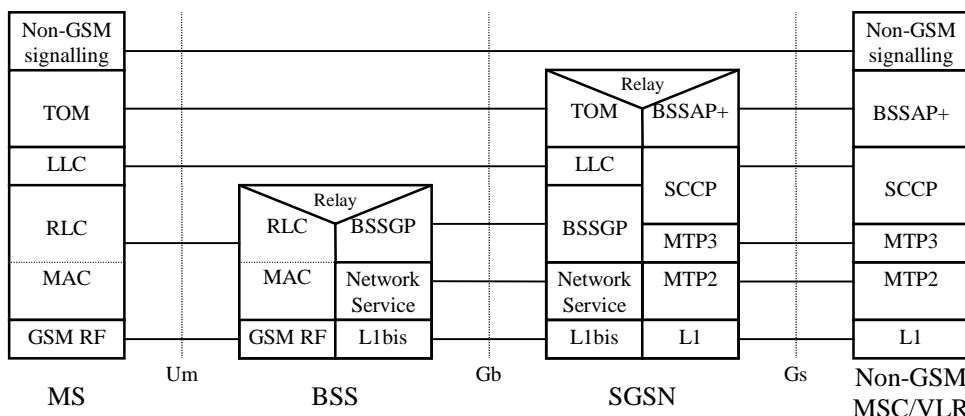 Non-GSM
signalling
Non-GSM
signalling
Relay
TOM
TOM
BSSAP+
BSSAP+
LLC
LLC
SCCP
SCCP
Relay
RLC
RLC
BSSGP
BSSGP
MTP3
MTP3
MAC
MAC
Network
Service
Network
Service
MTP2
MTP2
GSM RF
GSM RF
L1bis
L1bis
L1
L1
Um
Gb
Gs
MS
BSS
SGSN
Non-GSM
MSC/VLR